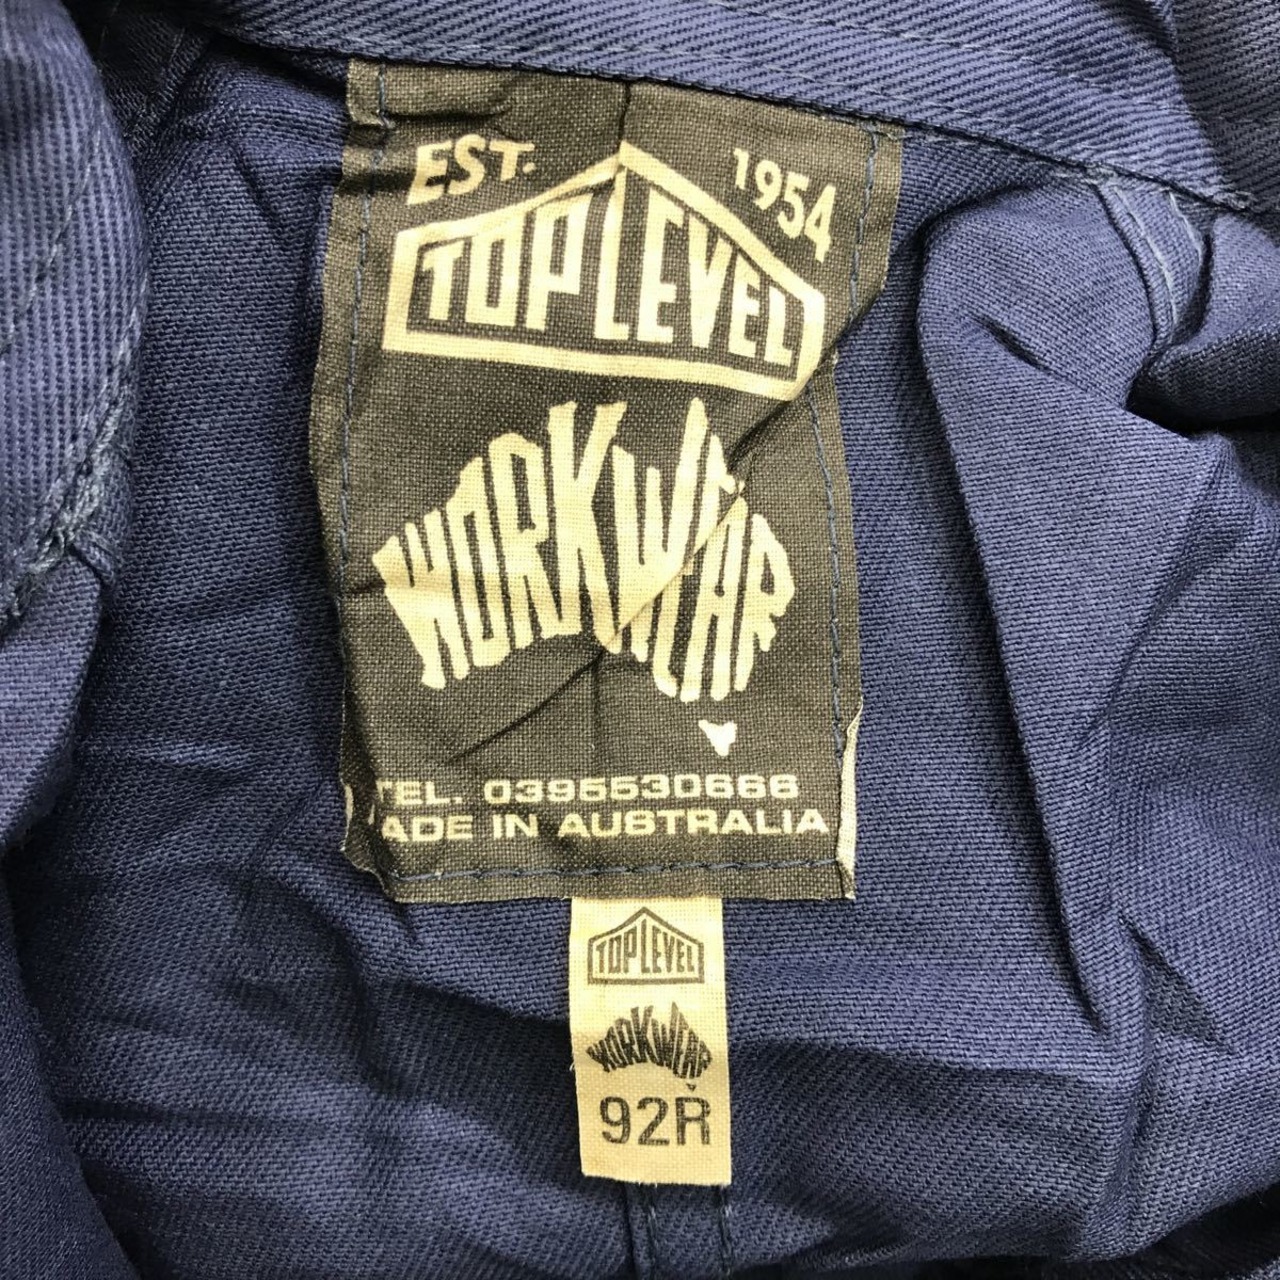 EST. 1954
TOP LEVEL
WORKWEAR
TEL. 0395530666
ADE IN AUSTRALIA
TOP LEVEL
WORKWEAR
92R